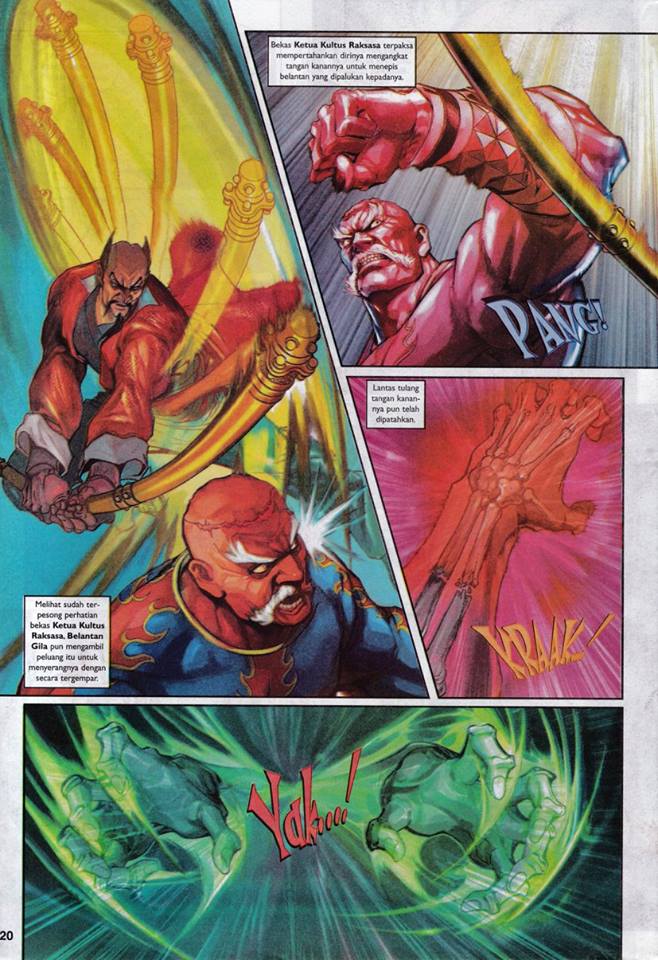 Melihat sudah ter-
pesong perhatian
bekas Ketua Kultus
Raksasa, Belantan
Gila pun mengambil
peluang itu untuk
menyerangnya dengan
secara tergempar.
Bekas Ketua Kultus Raksasa terpaksa
mempertahankan dirinya mengangkat
tangan kanannya untuk menepis
belantan yang dipalukan kepadanya.
PANG!
Lantas tulang
tangan kanan-
nya pun telah
dipatahkan.
KRAAK!
Yak...!
20